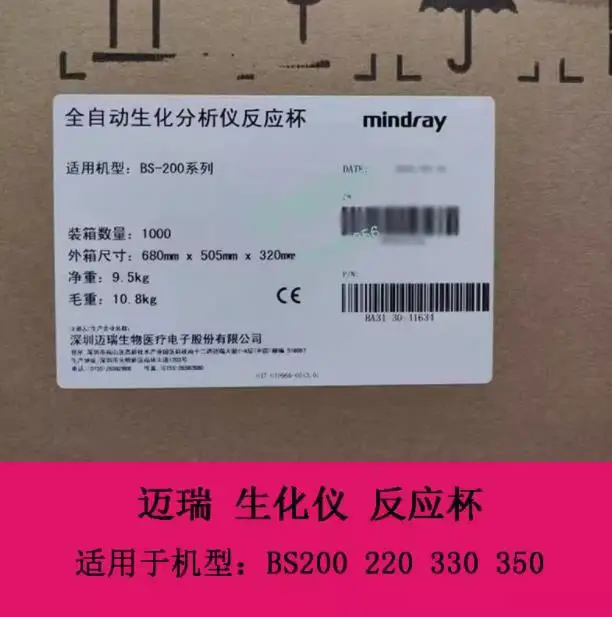 全自动生化分析仪反应杯
mindray
适用机型：BS-200系列
DATE:
装箱数量：1000
外箱尺寸：680mm x 505mm x 320mm
净重：9.5kg
毛重：10.8kg
CE
P/N:
BA31-30-11634
深圳迈瑞生物医疗电子股份有限公司
迈瑞 生化仪 反应杯
适用于机型：BS200 220 330 350